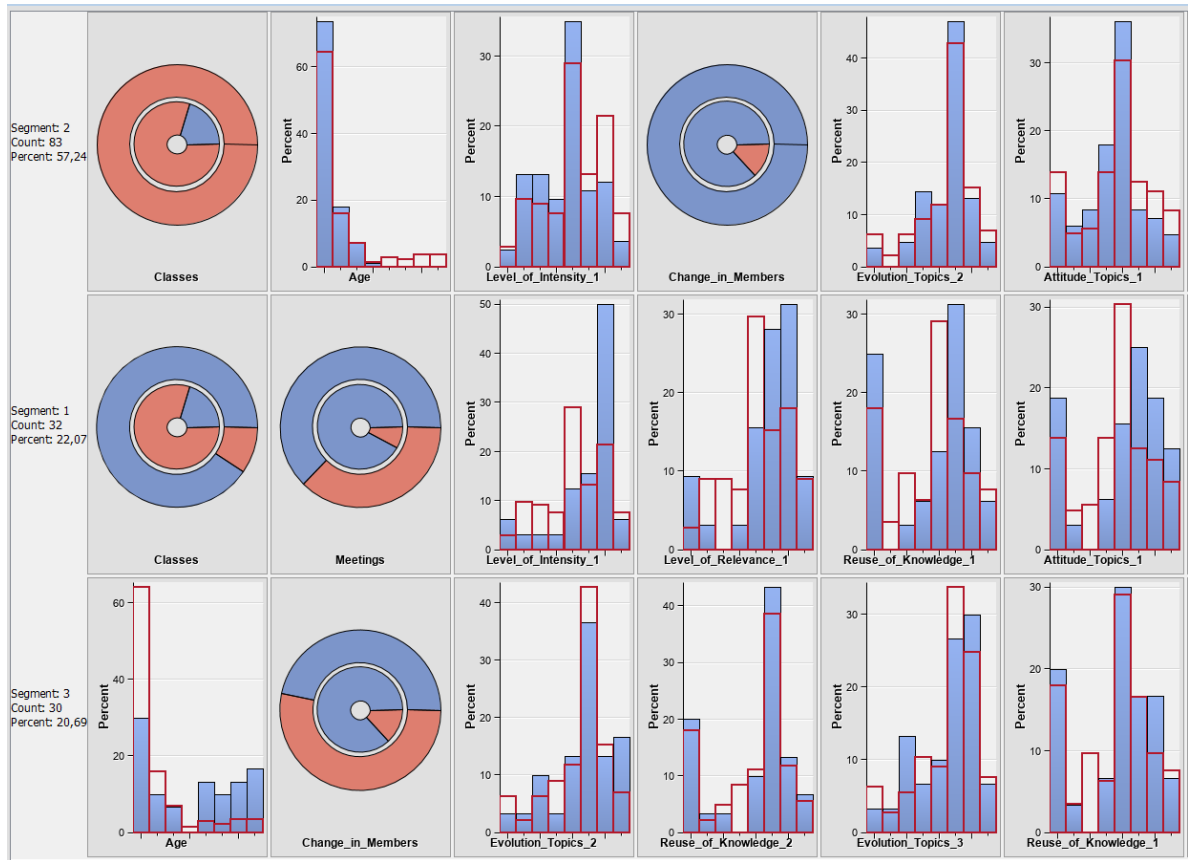 Segment: 2
Count: 83
Percent: 57,24
Classes
Percent
60
40
20
0
Age
30
20
10
0
Level_of_Intensity_1
Change_in_Members
Percent
40
30
20
10
0
Evolution_Topics_2
Percent
30
20
10
0
Attitude_Topics_1
Segment: 1
Count: 32
Percent: 22,07
Classes
Meetings
Percent
50
40
30
20
10
0
Level_of_Intensity_1
Percent
30
20
10
0
Level_of_Relevance_1
Percent
30
20
10
0
Reuse_of_Knowledge_1
Percent
30
20
10
0
Attitude_Topics_1
Segment: 3
Count: 30
Percent: 20,69
Percent
60
40
20
0
Age
Change_in_Members
Percent
40
30
20
10
0
Evolution_Topics_2
Percent
40
30
20
10
0
Reuse_of_Knowledge_2
Percent
30
20
10
0
Evolution_Topics_3
Percent
30
20
10
0
Reuse_of_Knowledge_1